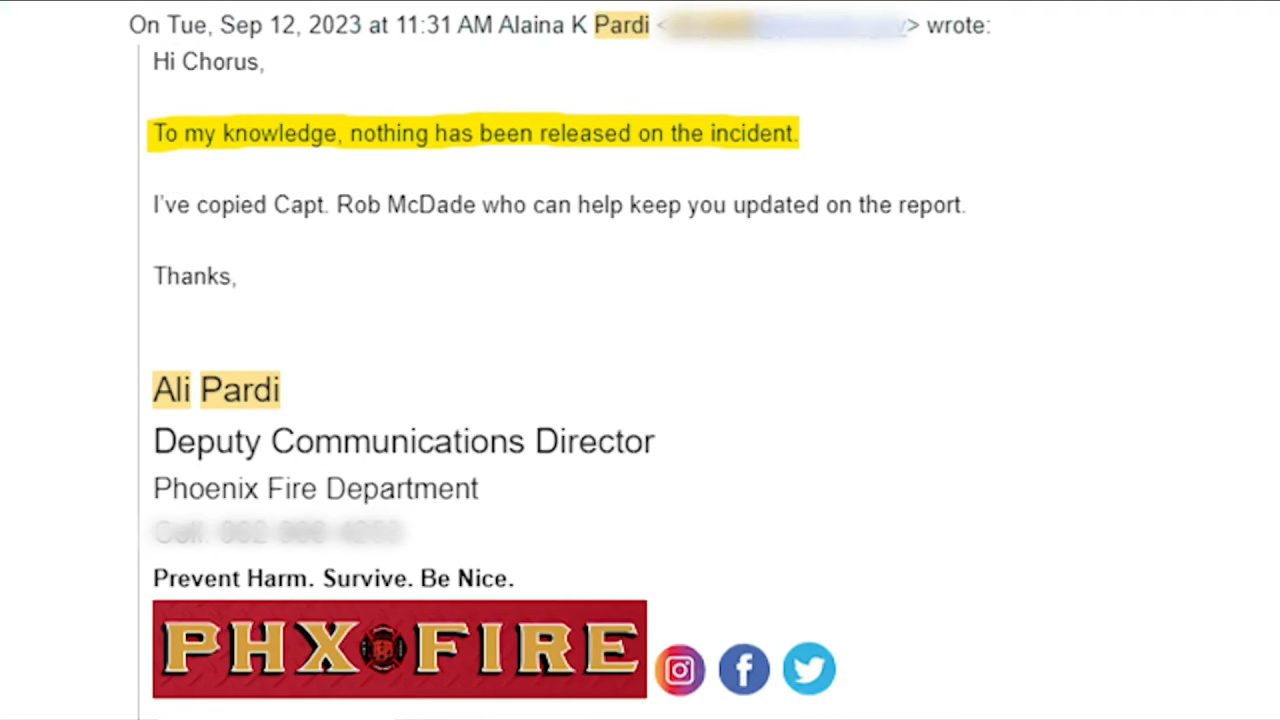 On Tue, Sep 12, 2023 at 11:31 AM Alaina K Pardi < > wrote:
Hi Chorus,
To my knowledge, nothing has been released on the incident.
I've copied Capt. Rob McDade who can help keep you updated on the report.
Thanks,
Ali Pardi
Deputy Communications Director
Phoenix Fire Department
Prevent Harm. Survive. Be Nice.
PHX FIRE